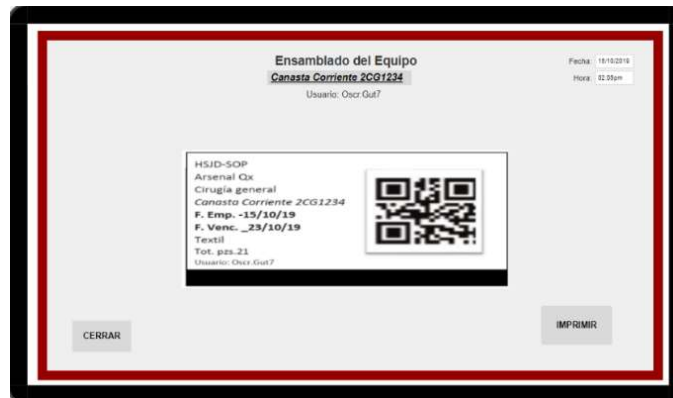 Ensamblado del Equipo
Canasta Corriente 2CG1234
Usuario: Oscr.Gut7
Fecha: 15/10/2019
Hora: 02:05pm
HSJD-SOP
Arsenal Qx
Cirugía general
Canasta Corriente 2CG1234
F. Emp. -15/10/19
F. Venc. _23/10/19
Textil
Tot. pzs.21
Usuario: Oscr.Gut7
CERRAR
IMPRIMIR